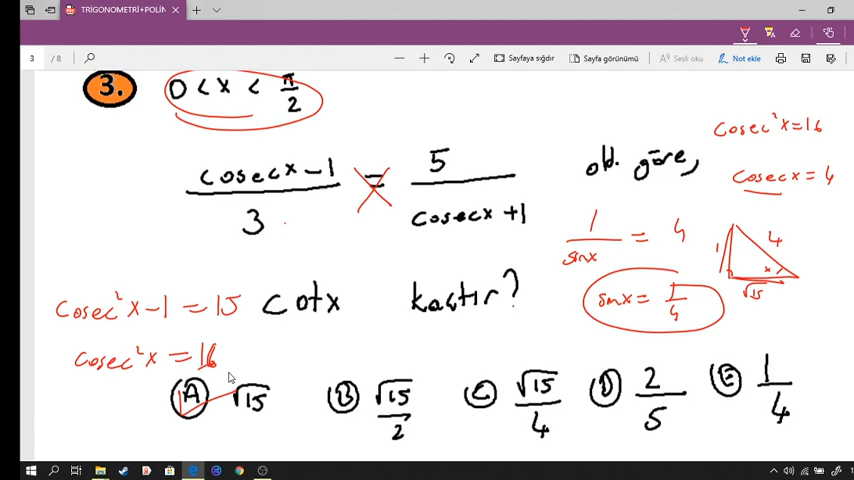 TRİGONOMETRİ+POLİN
3 /8
Sayfaya sığdır
Sayfa görünümü
Sesli oku
Not ekle
3.
0 < x < π/2
(cosecx-1)/3 = 5/(cosecx+1)
old. göre,
cotx kaçtır?
cosec²x=16
cosecx = 4
1/sinx = 4
sinx = 1/4
1
4
x
√15
cosec²x-1 = 15
cosec²x = 16
A) √15
B) √15/2
C) √15/4
D) 2/5
E) 1/4
10:11